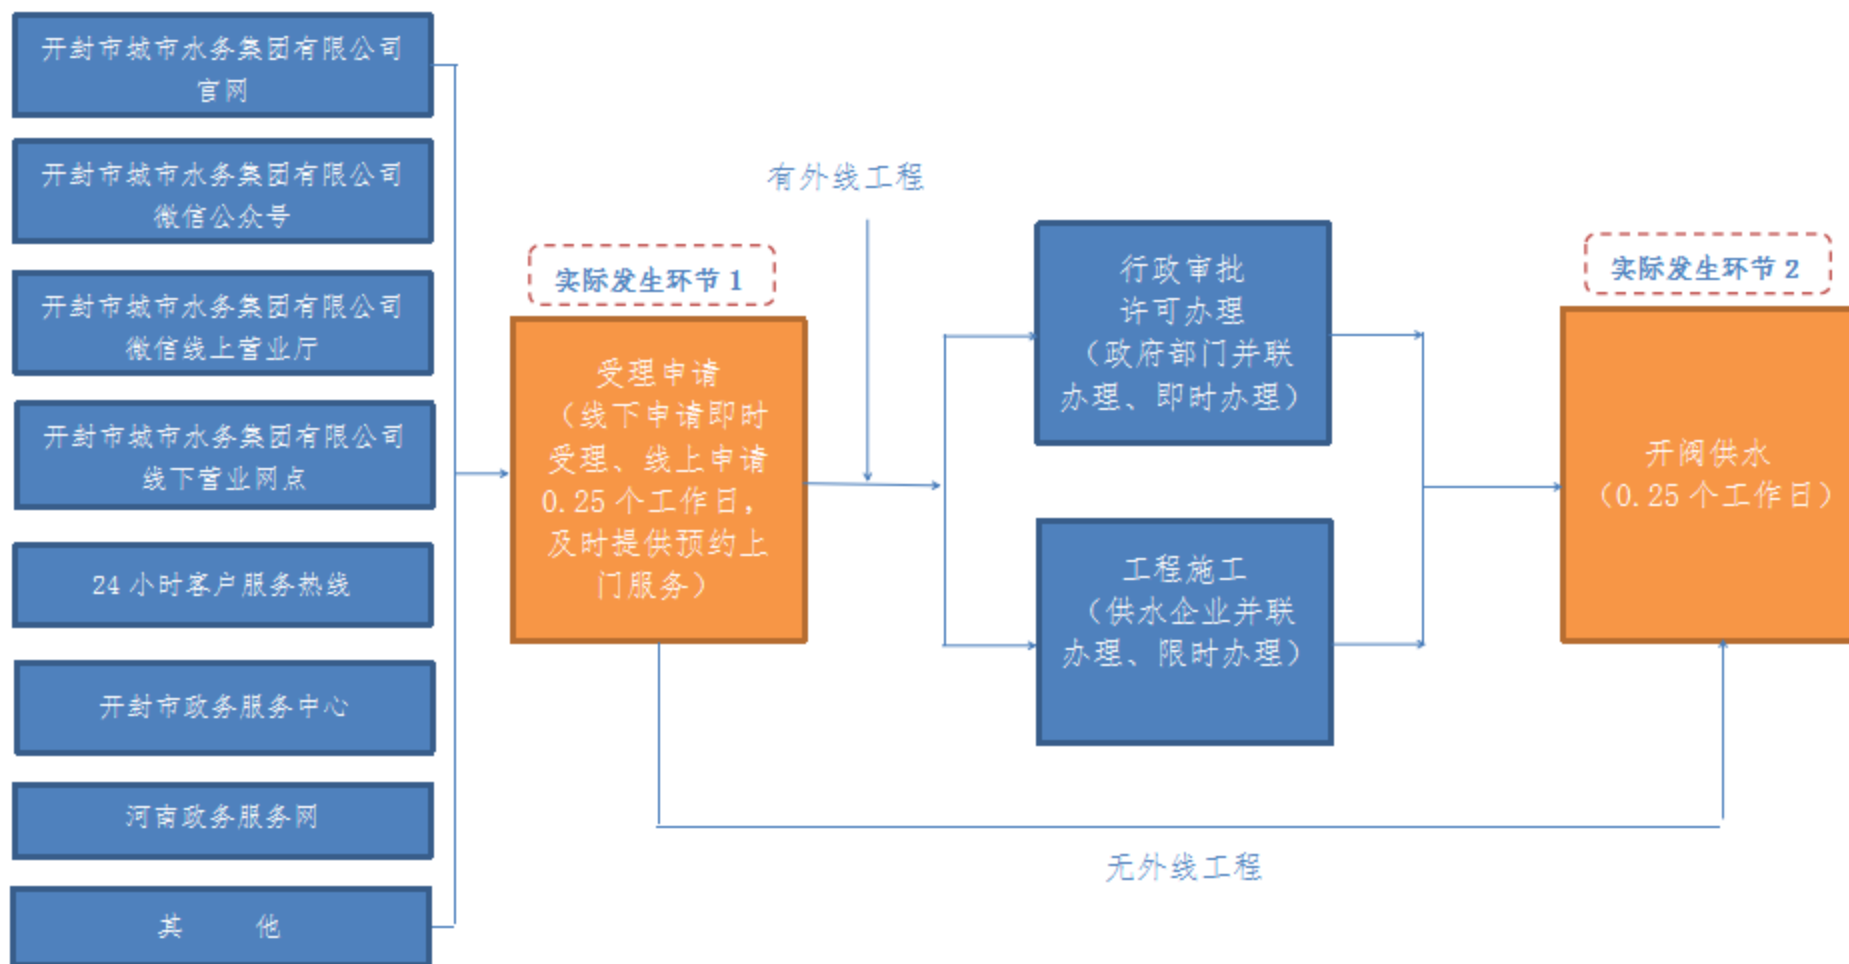 开封市城市水务集团有限公司
官网
开封市城市水务集团有限公司
微信公众号
开封市城市水务集团有限公司
微信线上营业厅
开封市城市水务集团有限公司
线下营业网点
24小时客户服务热线
开封市政务服务中心
河南政务服务网
其 他
实际发生环节1
受理申请
（线下申请即时
受理、线上申请
0.25个工作日，
及时提供预约上
门服务）
有外线工程
行政审批
许可办理
（政府部门并联
办理、即时办理）
工程施工
（供水企业并联
办理、限时办理）
无外线工程
实际发生环节2
开阀供水
（0.25个工作日）